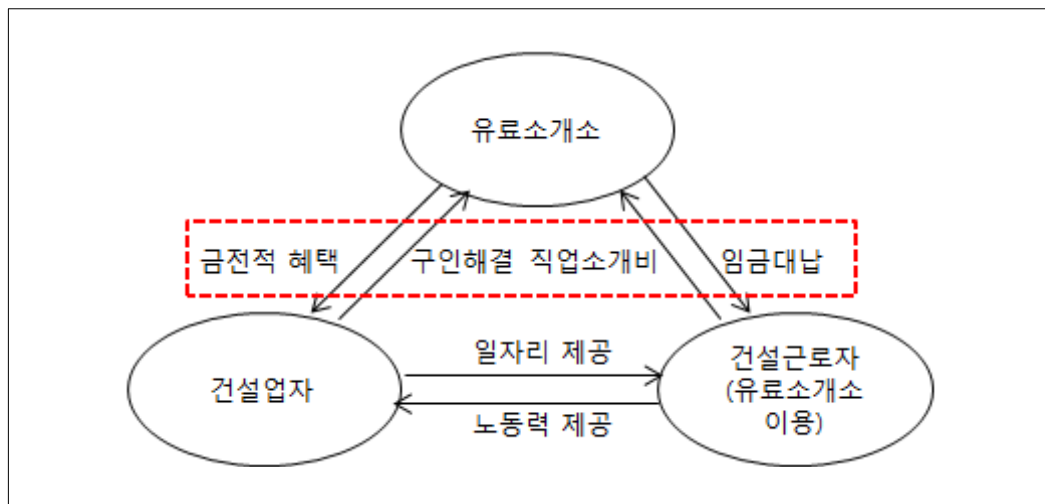 유료소개소
금전적 혜택
구인해결 직업소개비
임금대납
일자리 제공
건설업자
건설근로자
(유료소개소
이용)
노동력 제공